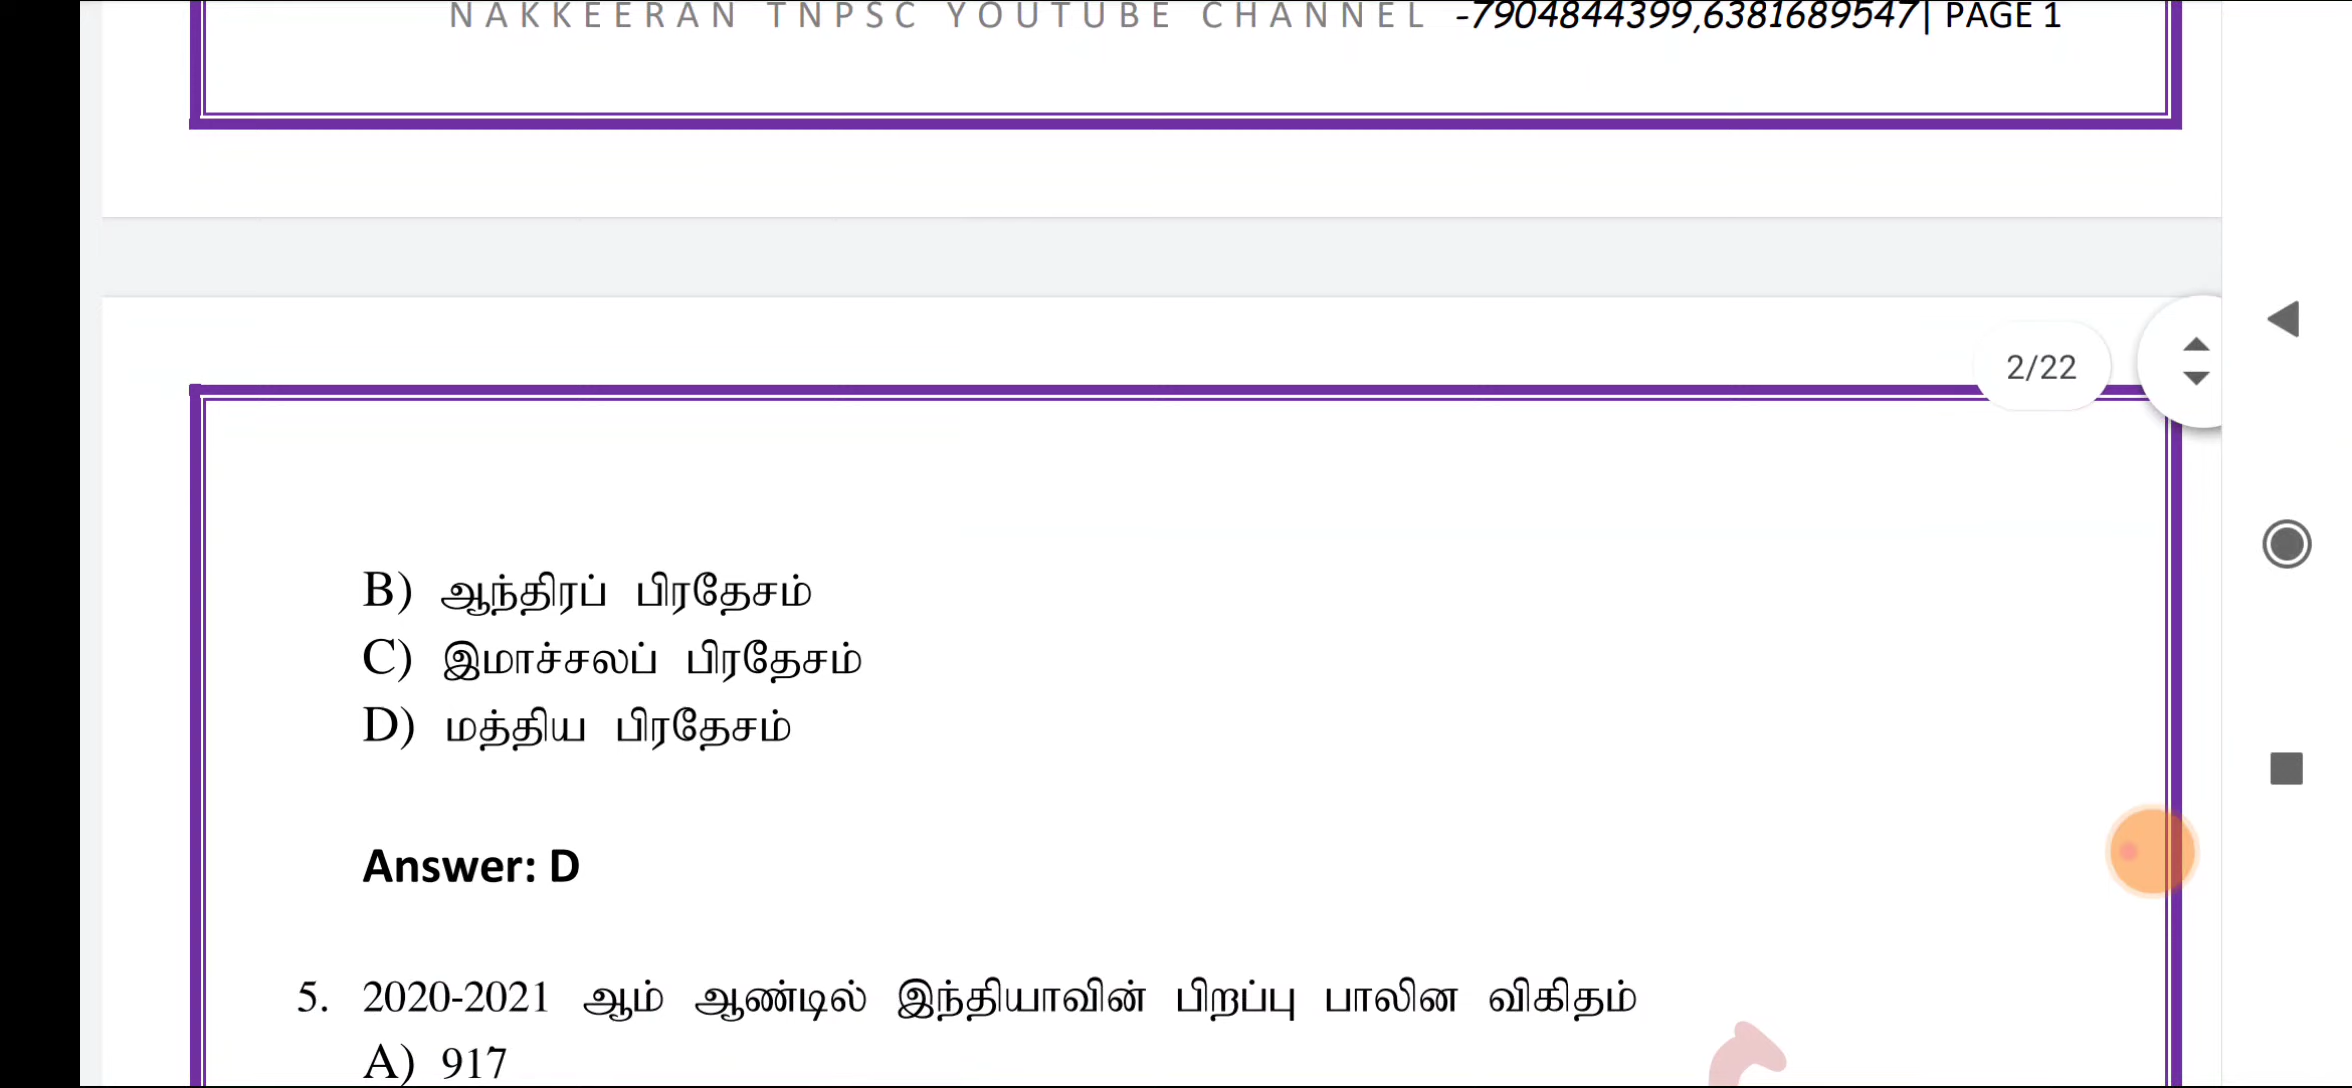 NAKKEERAN TNPSC YOUTUBE CHANNEL -7904844399,6381689547| PAGE 1
2/22
B) ஆந்திரப் பிரதேசம்
C) இமாச்சலப் பிரதேசம்
D) மத்திய பிரதேசம்
Answer: D
5. 2020-2021 ஆம் ஆண்டில் இந்தியாவின் பிறப்பு பாலின விகிதம்
A) 917